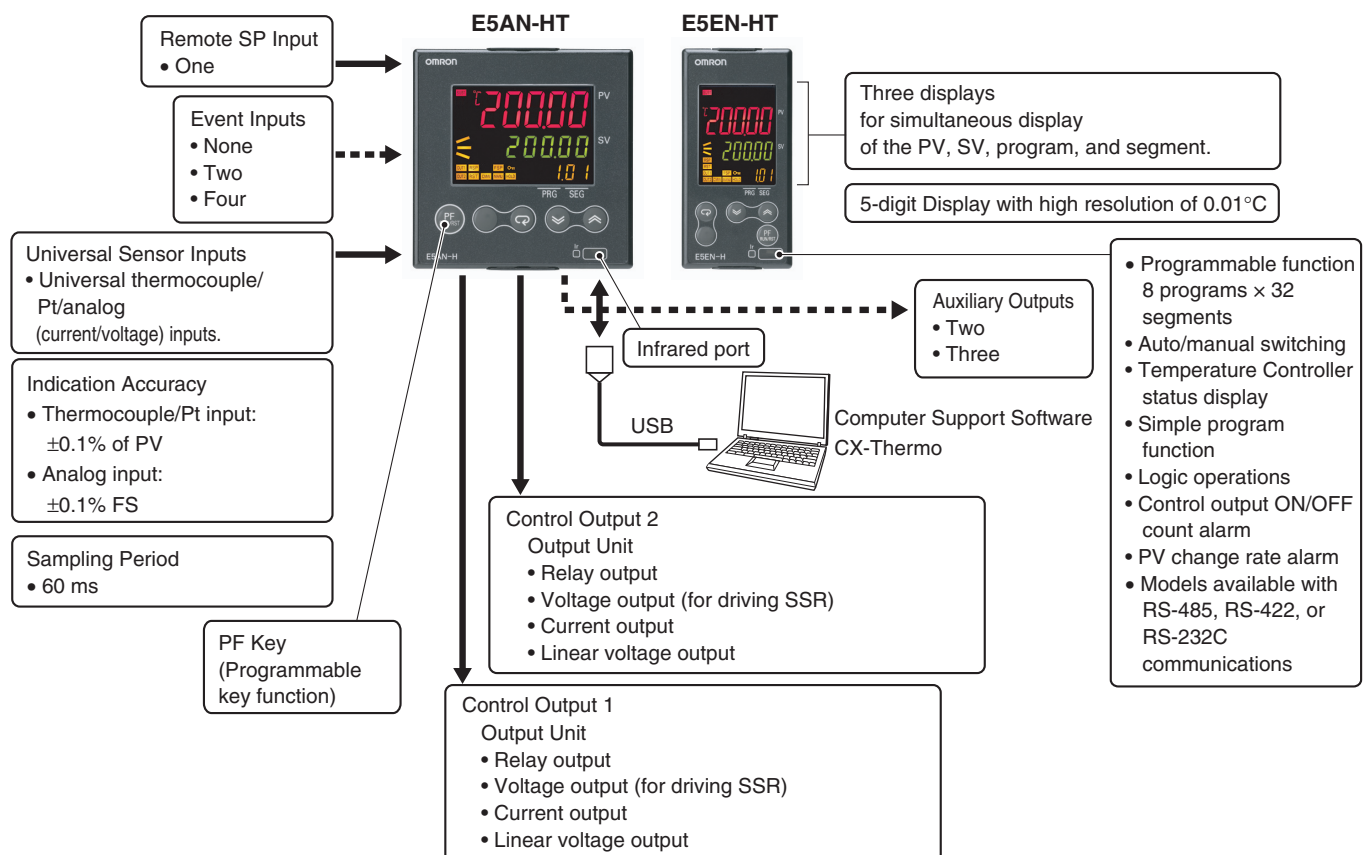 E5AN-HT
E5EN-HT
Remote SP Input
• One
Event Inputs
• None
• Two
• Four
Universal Sensor Inputs
• Universal thermocouple/
Pt/analog
(current/voltage) inputs.
Indication Accuracy
• Thermocouple/Pt input:
±0.1% of PV
• Analog input:
±0.1% FS
Sampling Period
• 60 ms
PF Key
(Programmable
key function)
OMRON
℃
200.00
PV
200.00
SV
1.01
PRG SEG
PF
Ir
E5AN-H
OMRON
℃
200.00
PV
200.00
SV
1.01
PRG SEG
PF
RUN/RST
Ir
E5EN-H
Three displays
for simultaneous display
of the PV, SV, program, and segment.
5-digit Display with high resolution of 0.01°C
• Programmable function
8 programs × 32
segments
• Auto/manual switching
• Temperature Controller
status display
• Simple program
function
• Logic operations
• Control output ON/OFF
count alarm
• PV change rate alarm
• Models available with
RS-485, RS-422, or
RS-232C
communications
Auxiliary Outputs
• Two
• Three
Infrared port
USB
Computer Support Software
CX-Thermo
Control Output 2
Output Unit
• Relay output
• Voltage output (for driving SSR)
• Current output
• Linear voltage output
Control Output 1
Output Unit
• Relay output
• Voltage output (for driving SSR)
• Current output
• Linear voltage output